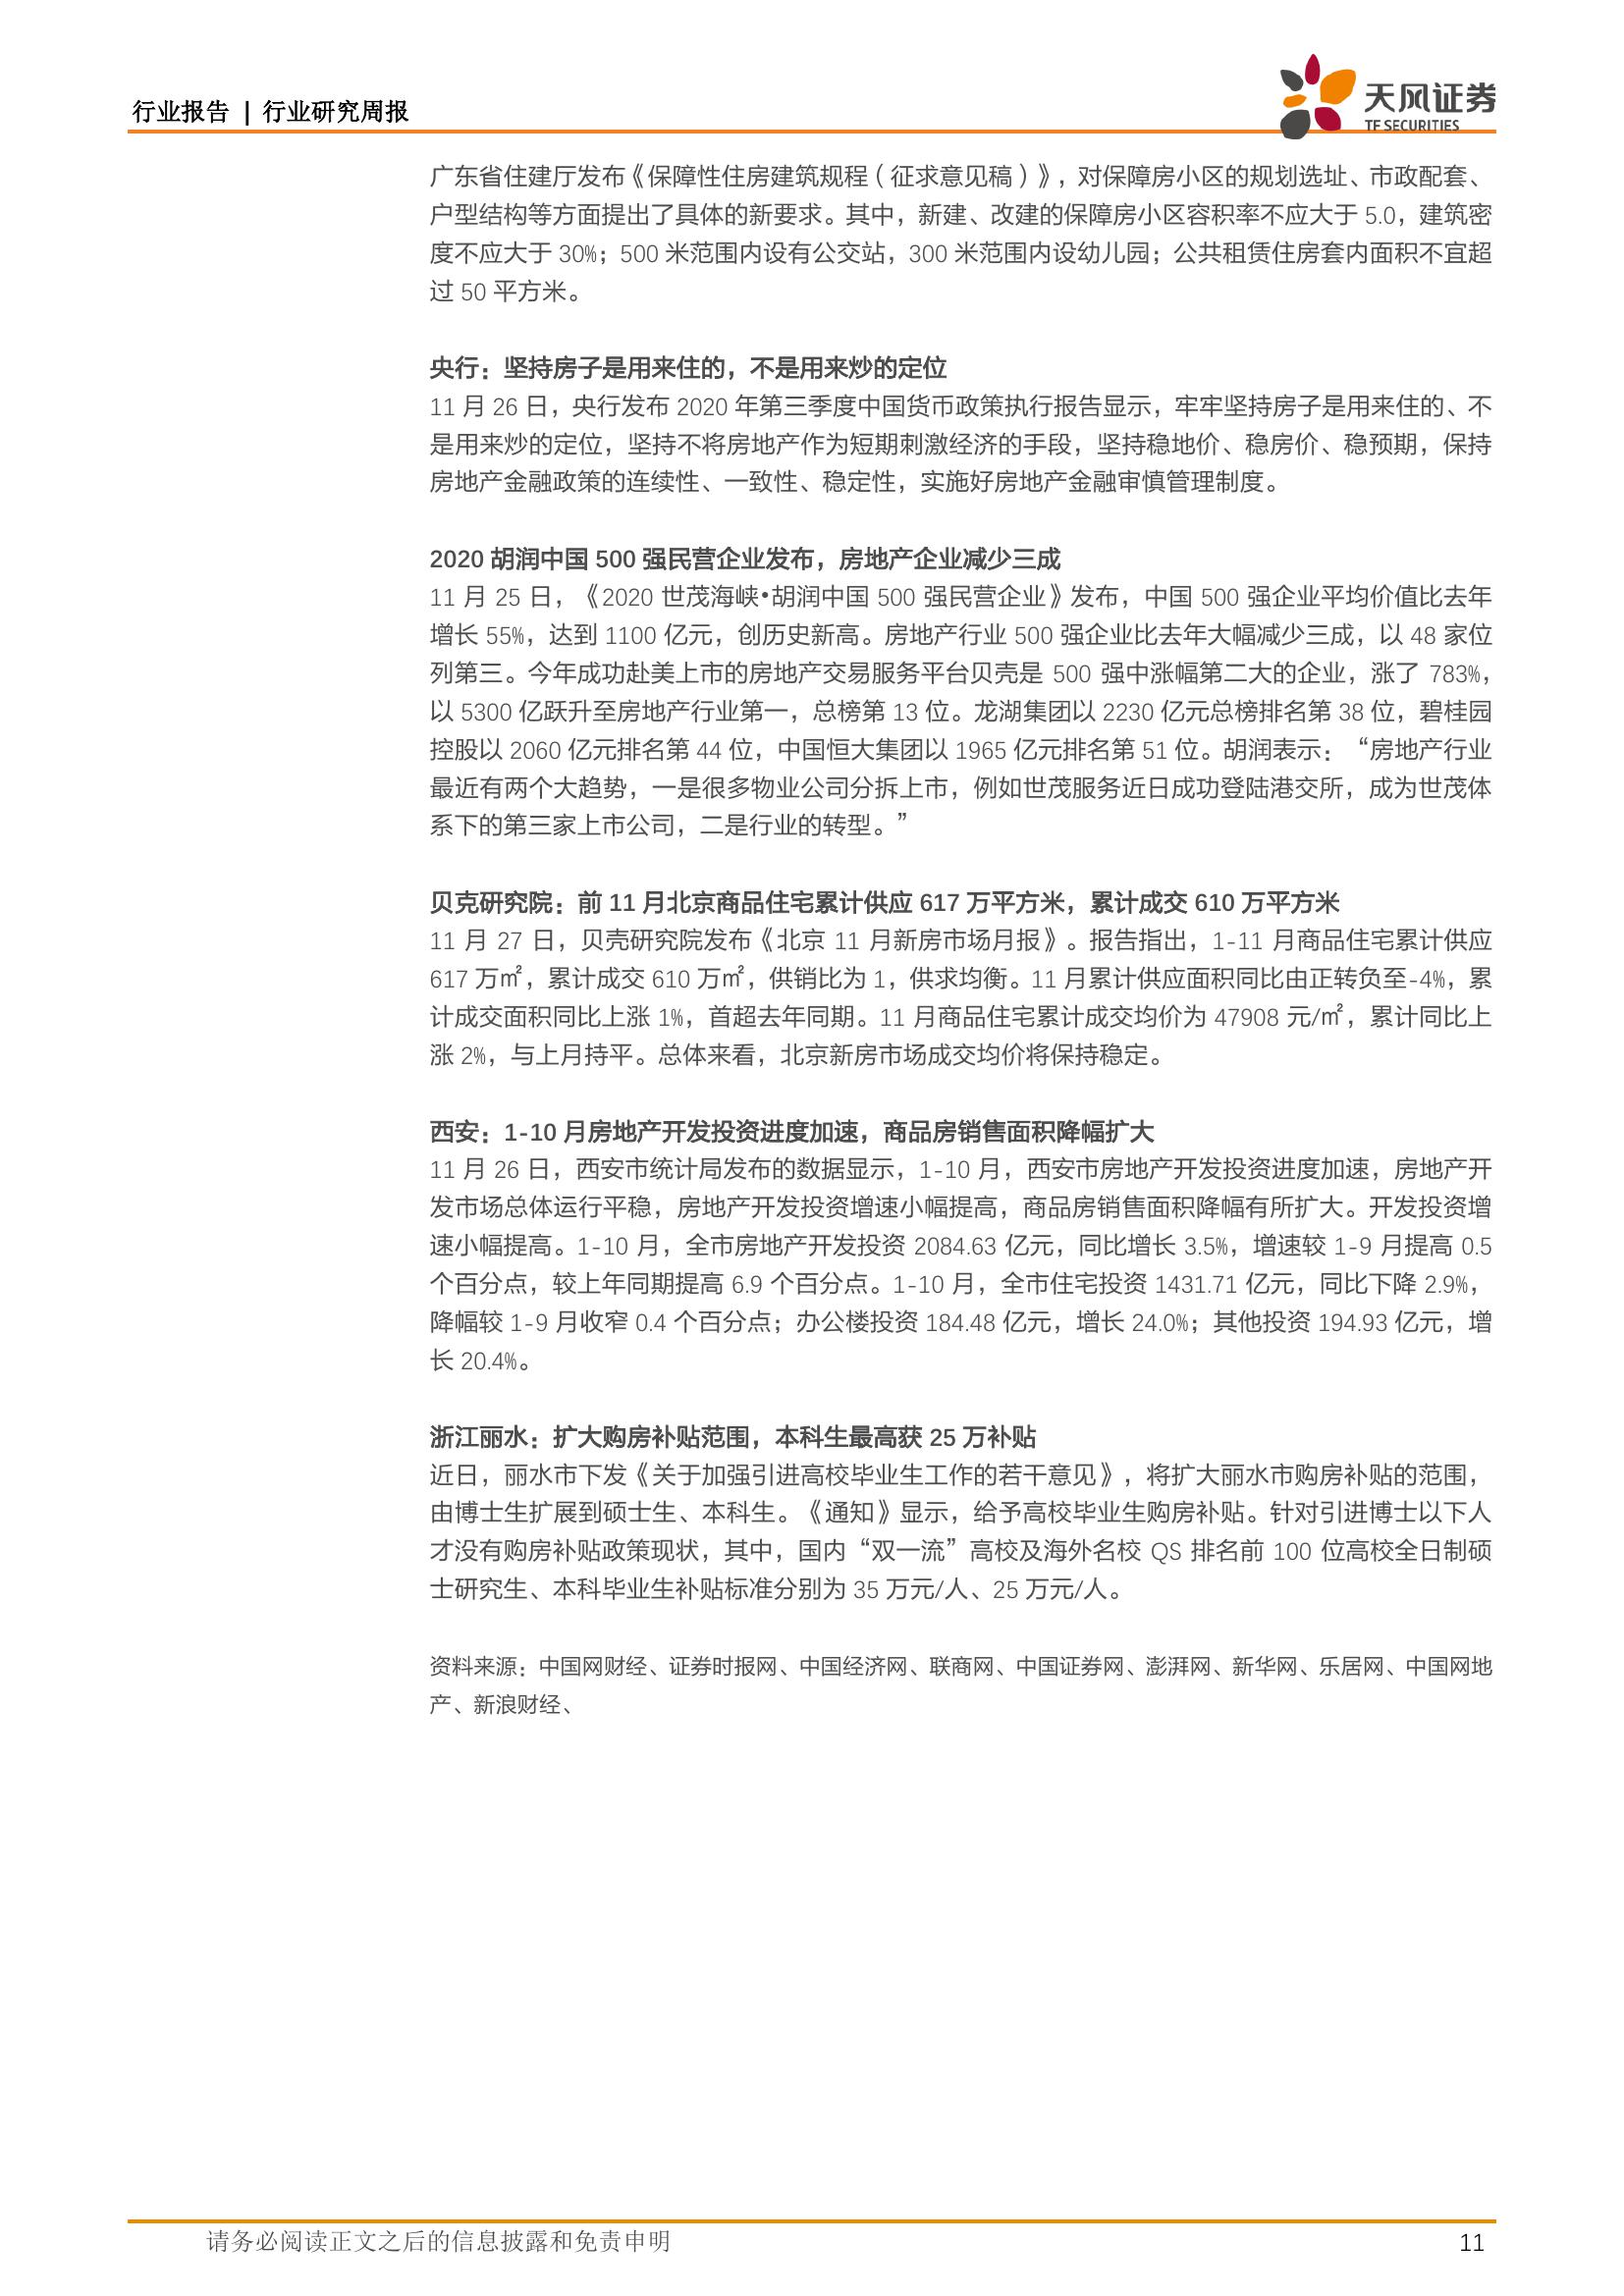 行业报告 | 行业研究周报
天风证券
TF SECURITIES
广东省住建厅发布《保障性住房建筑规程（征求意见稿）》，对保障房小区的规划选址、市政配套、
户型结构等方面提出了具体的新要求。其中，新建、改建的保障房小区容积率不应大于 5.0，建筑密
度不应大于 30%；500 米范围内设有公交站，300 米范围内设幼儿园；公共租赁住房套内面积不宜超
过 50 平方米。
央行：坚持房子是用来住的，不是用来炒的定位
11 月 26 日，央行发布 2020 年第三季度中国货币政策执行报告显示，牢牢坚持房子是用来住的、不
是用来炒的定位，坚持不将房地产作为短期刺激经济的手段，坚持稳地价、稳房价、稳预期，保持
房地产金融政策的连续性、一致性、稳定性，实施好房地产金融审慎管理制度。
2020 胡润中国 500 强民营企业发布，房地产企业减少三成
11 月 25 日，《2020 世茂海峡•胡润中国 500 强民营企业》发布，中国 500 强企业平均价值比去年
增长 55%，达到 1100 亿元，创历史新高。房地产行业 500 强企业比去年大幅减少三成，以 48 家位
列第三。今年成功赴美上市的房地产交易服务平台贝壳是 500 强中涨幅第二大的企业，涨了 783%，
以 5300 亿跃升至房地产行业第一，总榜第 13 位。龙湖集团以 2230 亿元总榜排名第 38 位，碧桂园
控股以 2060 亿元排名第 44 位，中国恒大集团以 1965 亿元排名第 51 位。胡润表示：“房地产行业
最近有两个大趋势，一是很多物业公司分拆上市，例如世茂服务近日成功登陆港交所，成为世茂体
系下的第三家上市公司，二是行业的转型。”
贝克研究院：前 11 月北京商品住宅累计供应 617 万平方米，累计成交 610 万平方米
11 月 27 日，贝壳研究院发布《北京 11 月新房市场月报》。报告指出，1-11 月商品住宅累计供应
617 万㎡，累计成交 610 万㎡，供销比为 1，供求均衡。11 月累计供应面积同比由正转负至-4%，累
计成交面积同比上涨 1%，首超去年同期。11 月商品住宅累计成交均价为 47908 元/㎡，累计同比上
涨 2%，与上月持平。总体来看，北京新房市场成交均价将保持稳定。
西安：1-10 月房地产开发投资进度加速，商品房销售面积降幅扩大
11 月 26 日，西安市统计局发布的数据显示，1-10 月，西安市房地产开发投资进度加速，房地产开
发市场总体运行平稳，房地产开发投资增速小幅提高，商品房销售面积降幅有所扩大。开发投资增
速小幅提高。1-10 月，全市房地产开发投资 2084.63 亿元，同比增长 3.5%，增速较 1-9 月提高 0.5
个百分点，较上年同期提高 6.9 个百分点。1-10 月，全市住宅投资 1431.71 亿元，同比下降 2.9%，
降幅较 1-9 月收窄 0.4 个百分点；办公楼投资 184.48 亿元，增长 24.0%；其他投资 194.93 亿元，增
长 20.4%。
浙江丽水：扩大购房补贴范围，本科生最高获 25 万补贴
近日，丽水市下发《关于加强引进高校毕业生工作的若干意见》，将扩大丽水市购房补贴的范围，
由博士生扩展到硕士生、本科生。《通知》显示，给予高校毕业生购房补贴。针对引进博士以下人
才没有购房补贴政策现状，其中，国内“双一流”高校及海外名校 QS 排名前 100 位高校全日制硕
士研究生、本科毕业生补贴标准分别为 35 万元/人、25 万元/人。
资料来源：中国网财经、证券时报网、中国经济网、联商网、中国证券网、澎湃网、新华网、乐居网、中国网地
产、新浪财经、
请务必阅读正文之后的信息披露和免责申明
11